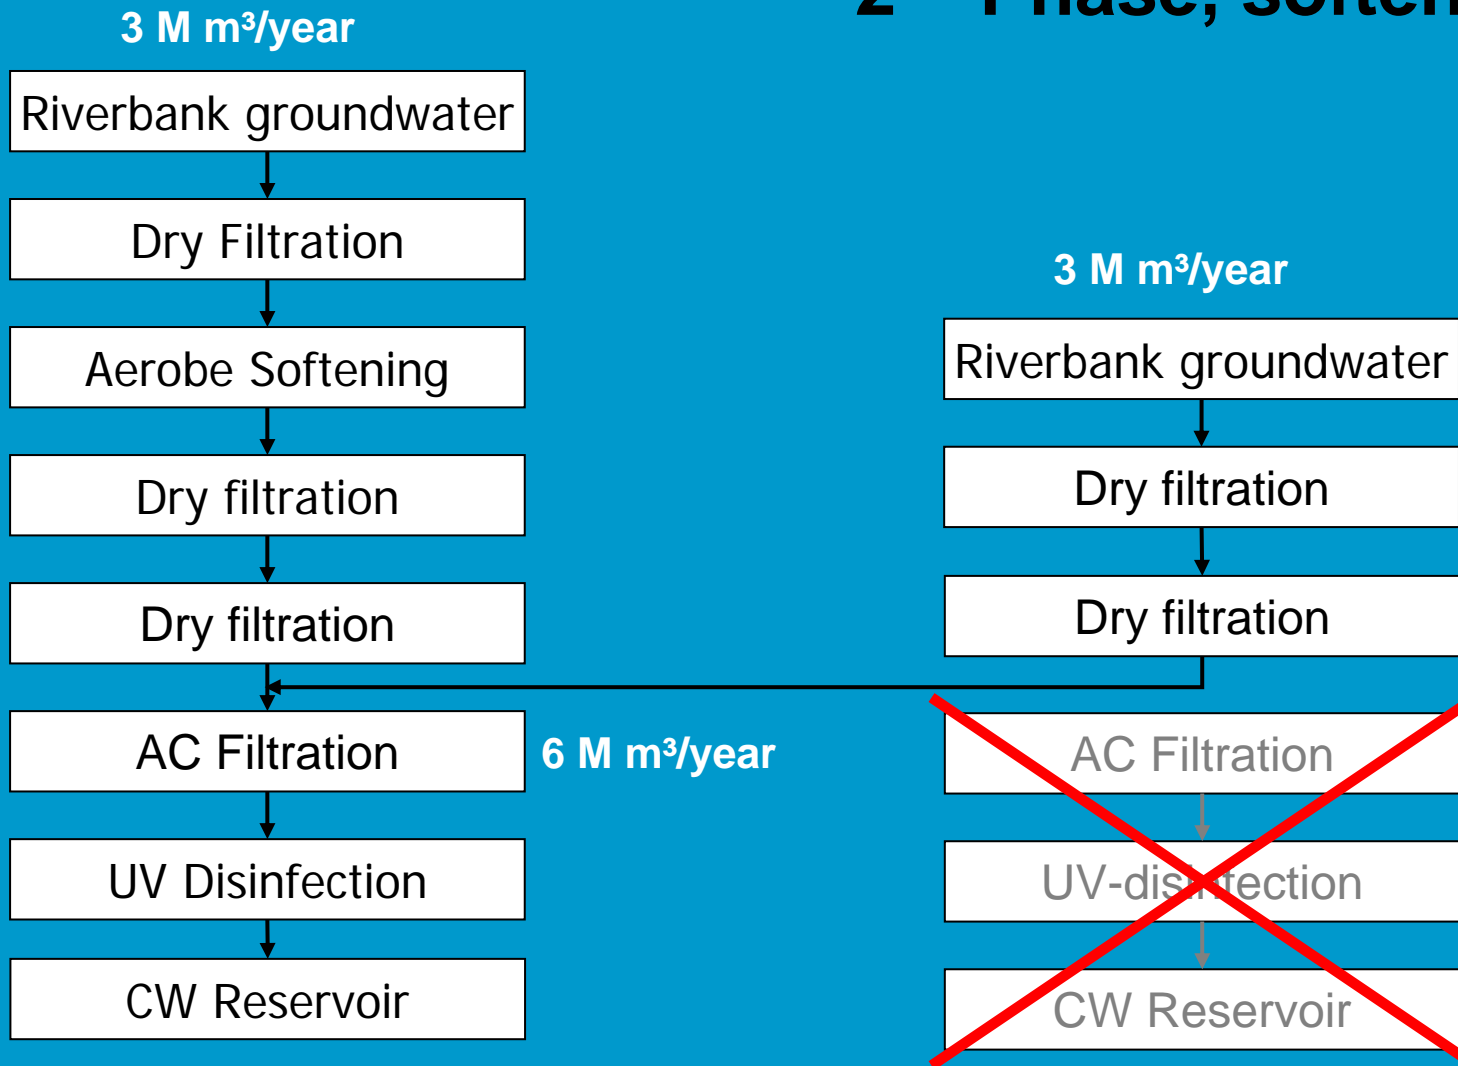 3 M m³/year
Riverbank groundwater
Dry Filtration
Aerobe Softening
Dry filtration
Dry filtration
AC Filtration
6 M m³/year
UV Disinfection
CW Reservoir
3 M m³/year
Riverbank groundwater
Dry filtration
Dry filtration
AC Filtration
UV-disinfection
CW Reservoir